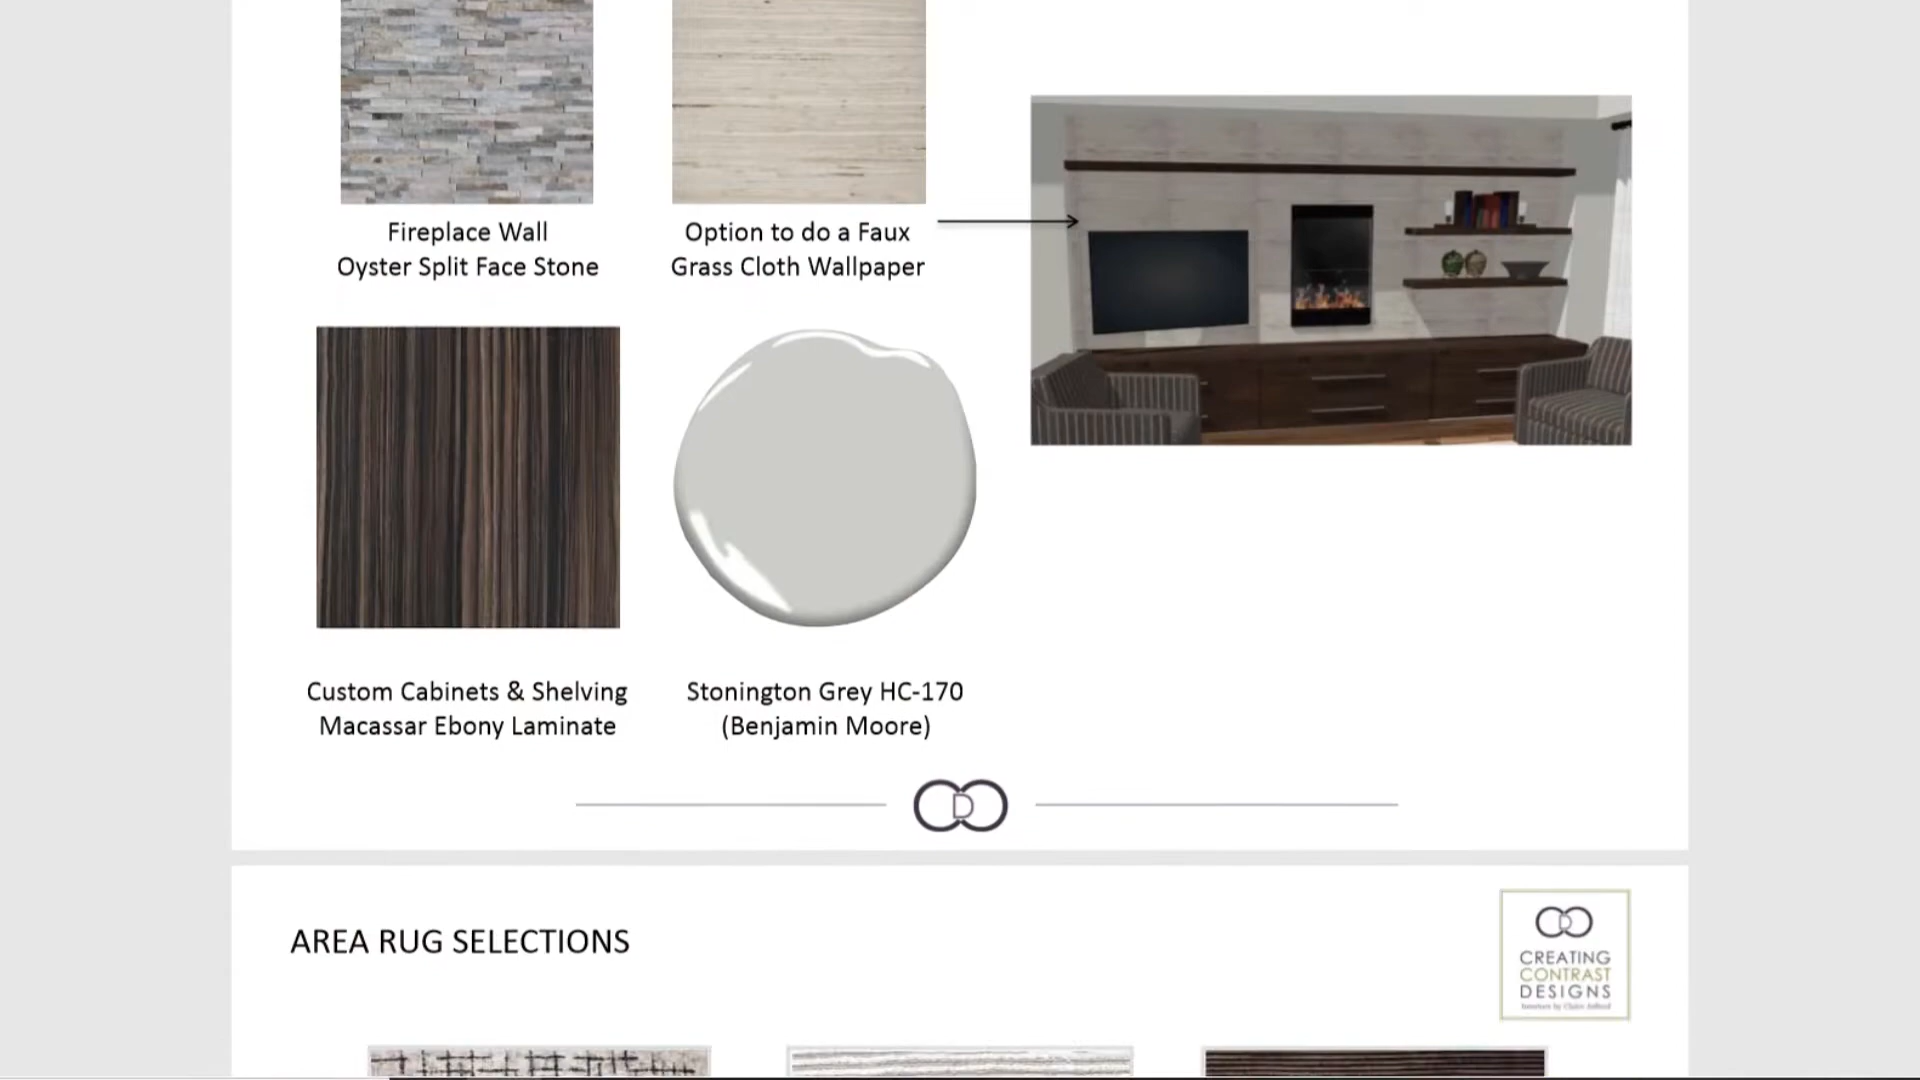 Fireplace Wall
Oyster Split Face Stone
Option to do a Faux
Grass Cloth Wallpaper
Custom Cabinets & Shelving
Macassar Ebony Laminate
Stonington Grey HC-170
(Benjamin Moore)
CDC
AREA RUG SELECTIONS
CREATING
CONTRAST
DESIGNS